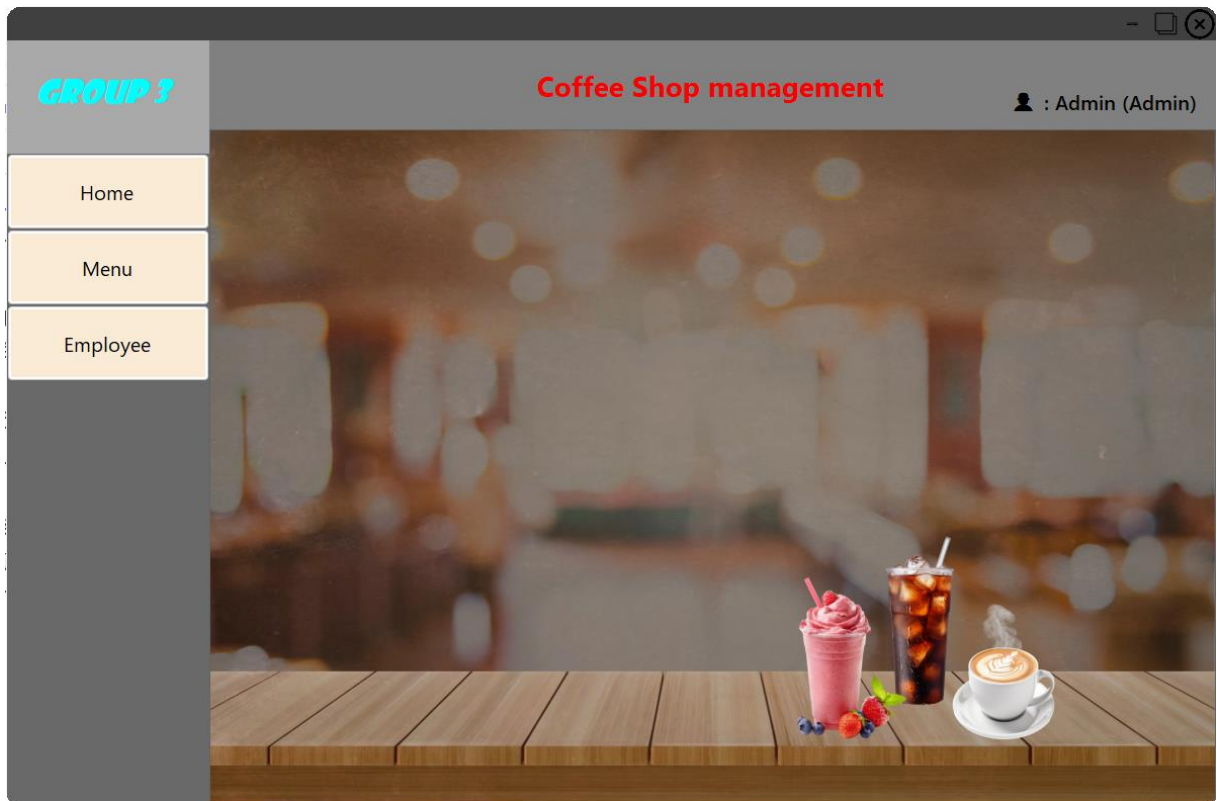 GROUP 3
Coffee Shop management
: Admin (Admin)
Home
Menu
Employee